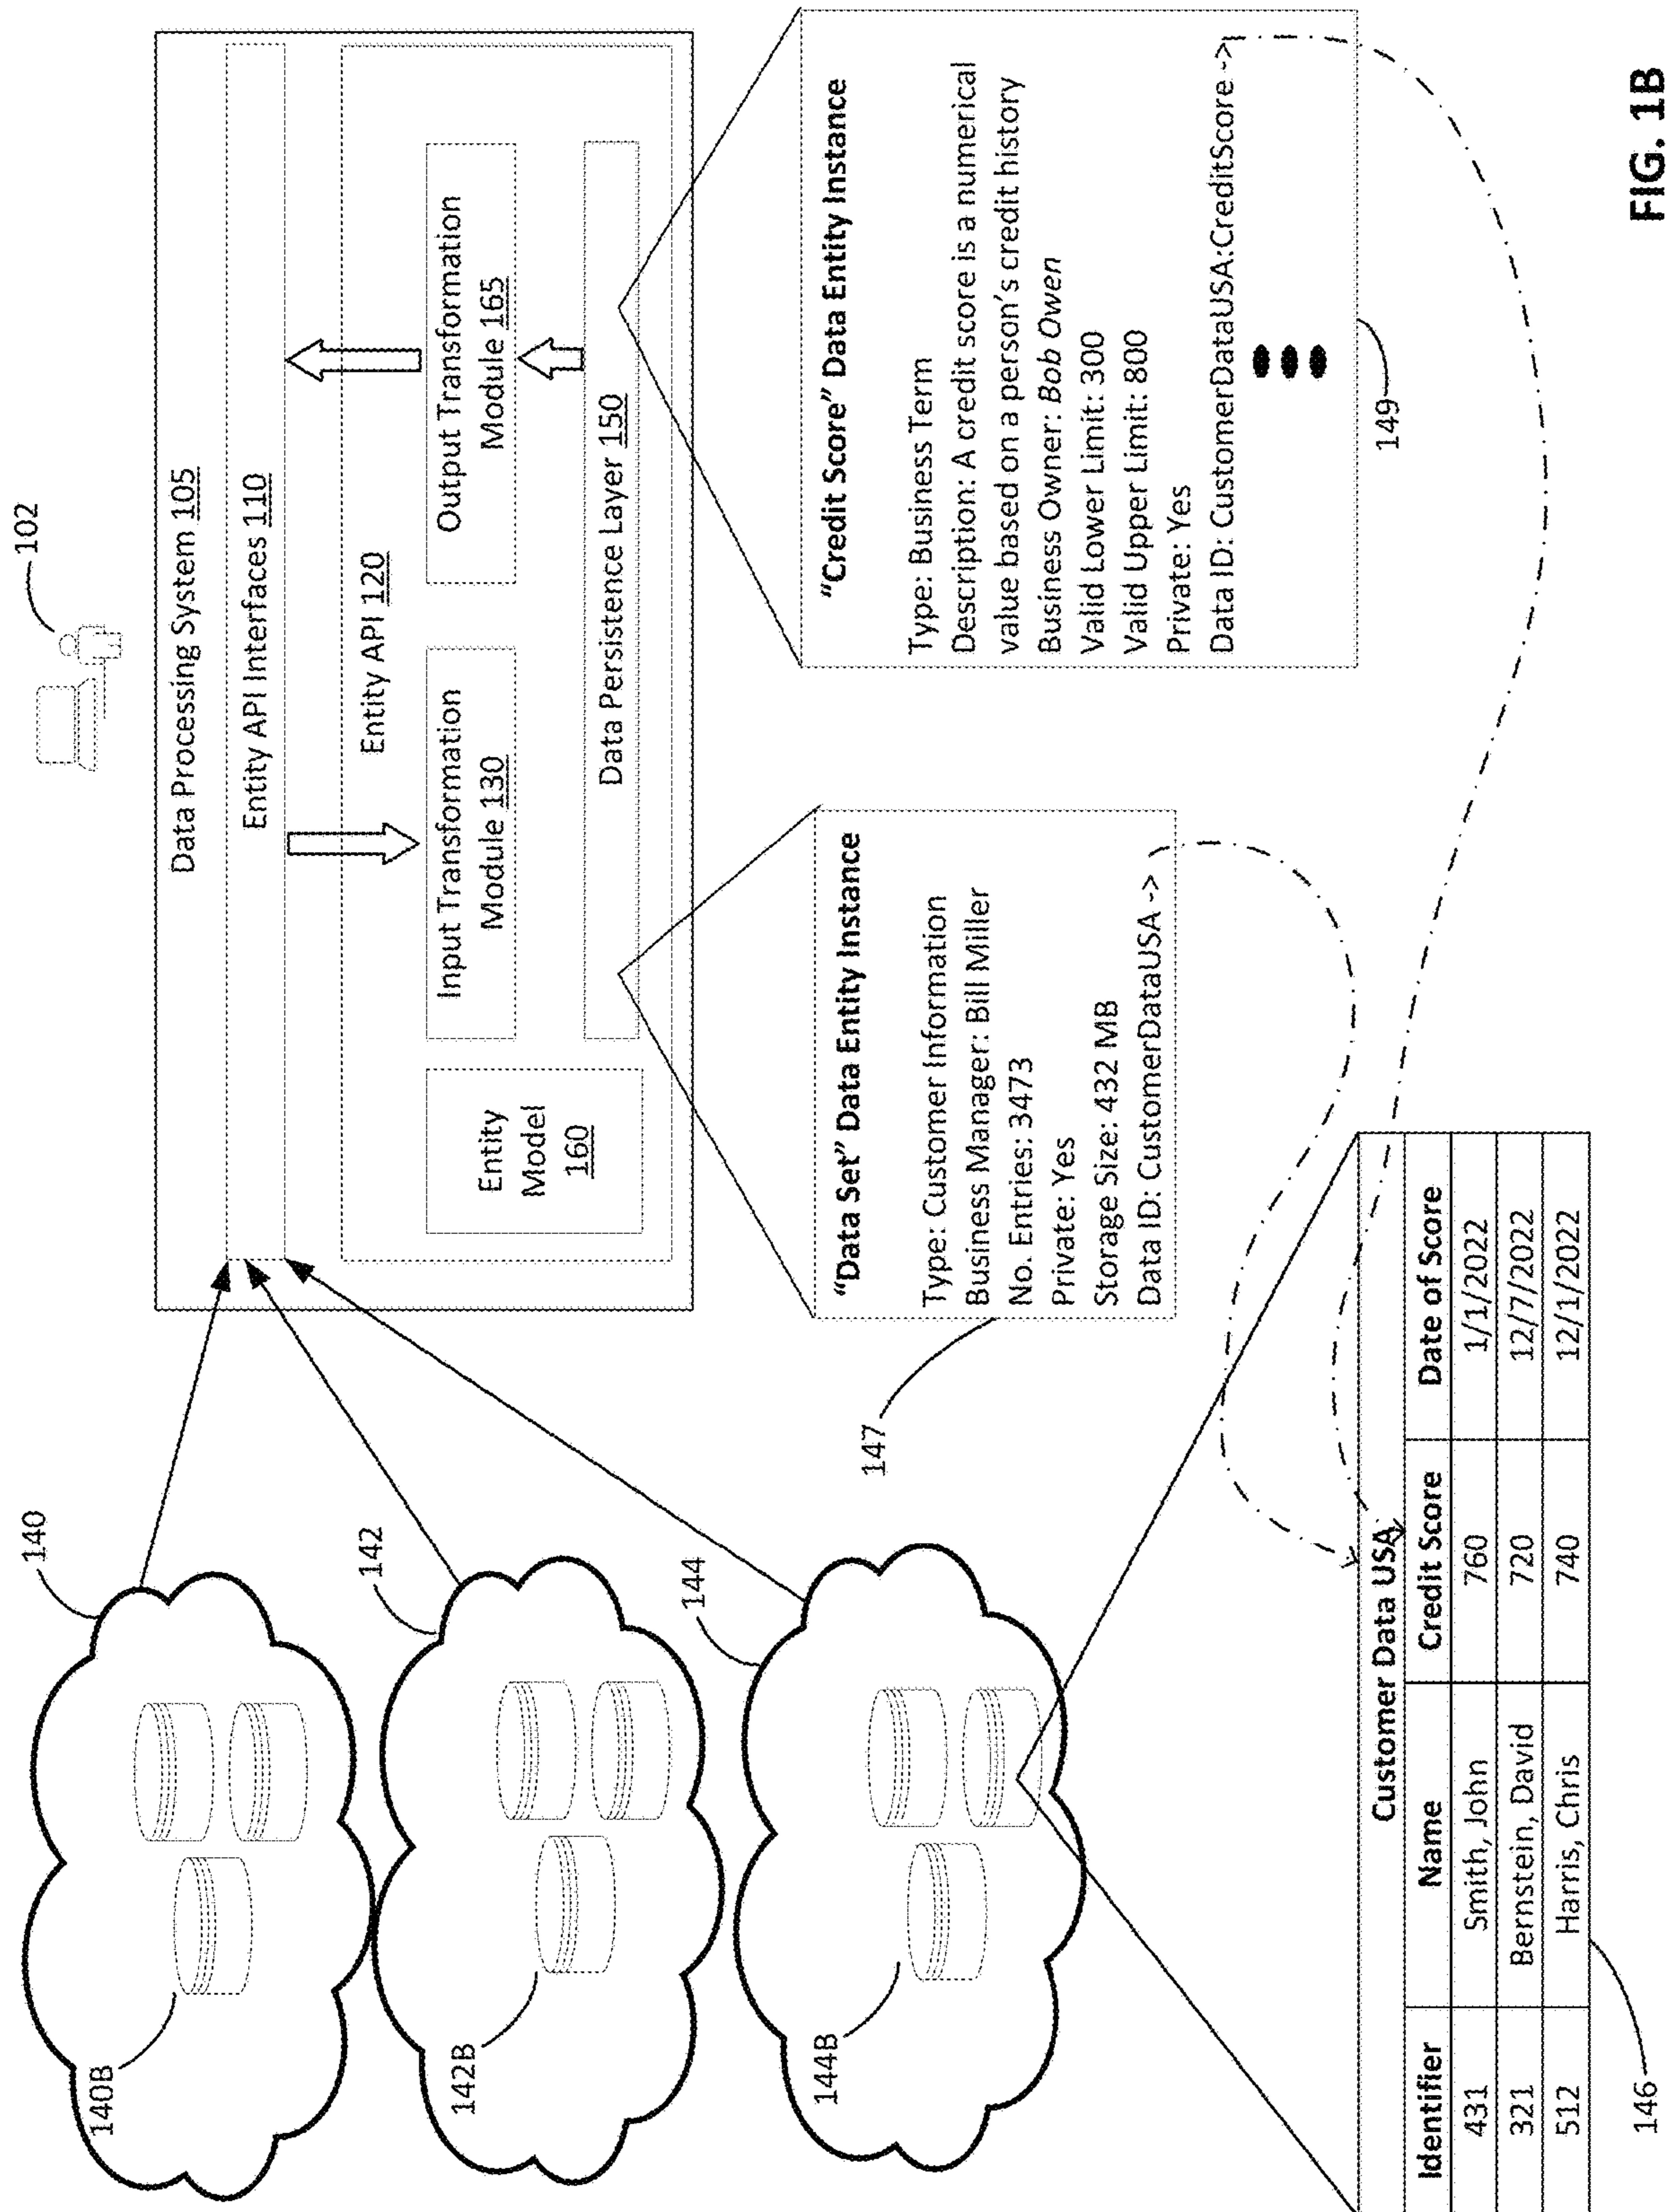 102
Data Processing System 105
Entity API Interfaces 110
Entity API 120
Input Transformation
Module 130
Output Transformation
Module 165
Entity
Model
160
Data Persistence Layer 150
140
140B
142
142B
144
144B
"Data Set" Data Entity Instance
Type: Customer Information
Business Manager: Bill Miller
No. Entries: 3473
Private: Yes
Storage Size: 432 MB
Data ID: CustomerDataUSA ->
147
"Credit Score" Data Entity Instance
Type: Business Term
Description: A credit score is a numerical
value based on a person's credit history
Business Owner: Bob Owen
Valid Lower Limit: 300
Valid Upper Limit: 800
Private: Yes
Data ID: CustomerDataUSA:CreditScore ->
149
Customer Data USA
Identifier Name Credit Score Date of Score
431 Smith, John 760 1/1/2022
321 Bernstein, David 720 12/7/2022
512 Harris, Chris 740 12/1/2022
146
FIG. 1B